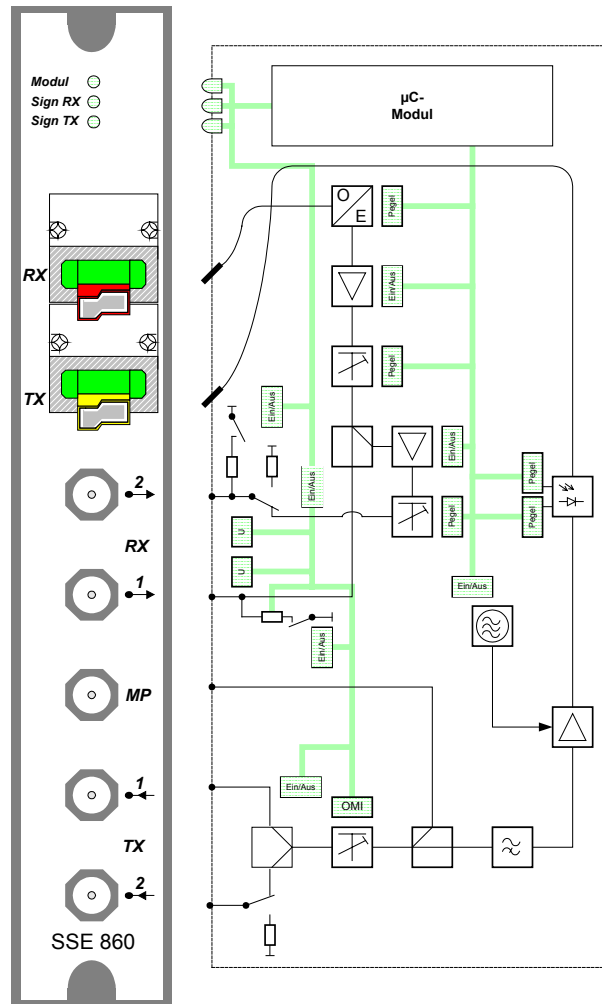 Modul
Sign RX
Sign TX
RX
TX
2
RX
1
MP
1
TX
2
SSE 860
µC-
Modul
O
E
Pegel
Ein/Aus
Pegel
Ein/Aus
Ein/Aus
Pegel
Ein/Aus
Pegel
Pegel
U
U
Ein/Aus
Ein/Aus
Ein/Aus
OMI